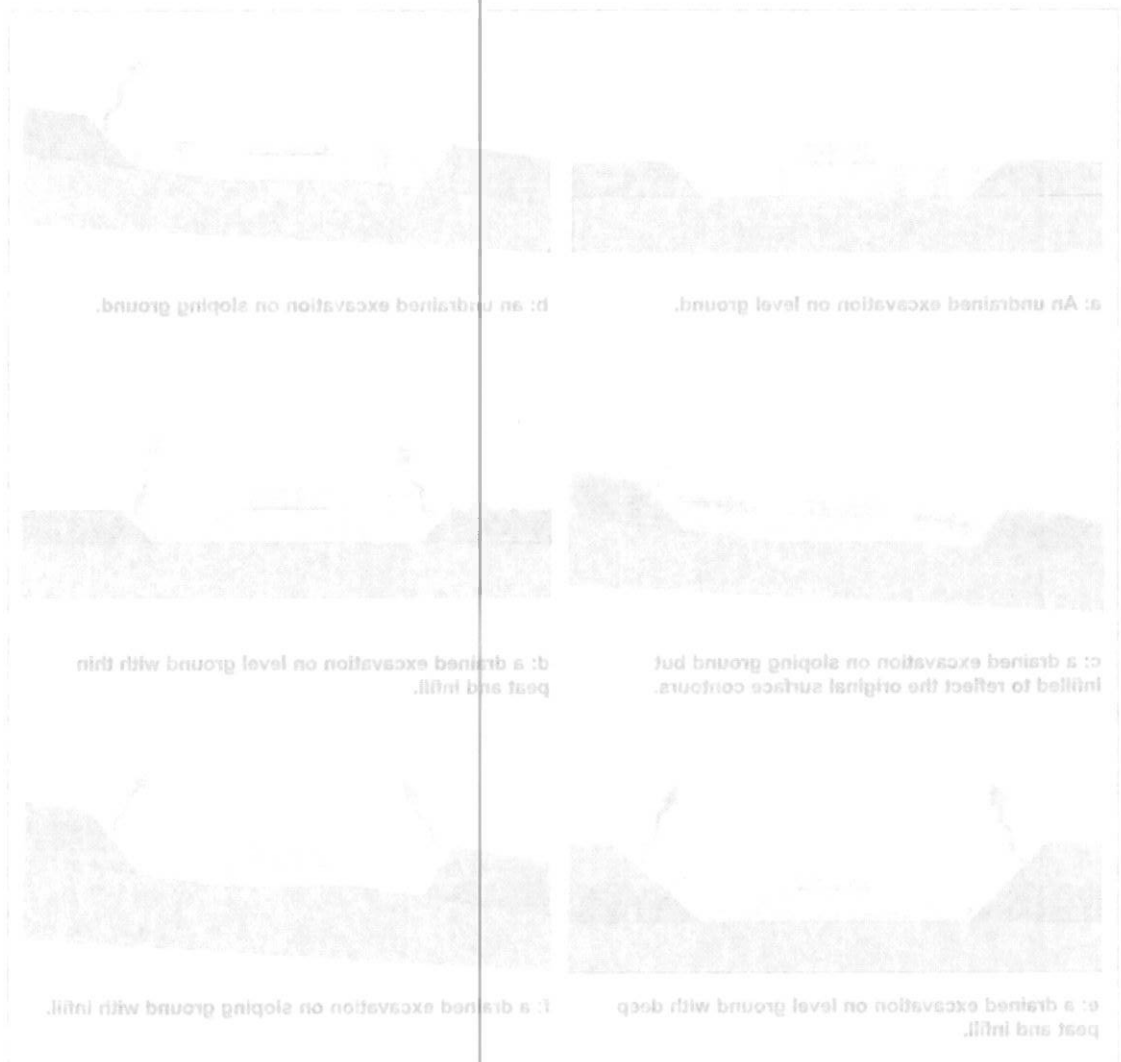 a: An undrained excavation on level ground.
b: an undrained excavation on sloping ground.
c: a drained excavation on sloping ground but
infilled to reflect the original surface contours.
d: a drained excavation on level ground with thin
peat and infill.
e: a drained excavation on level ground with deep
peat and infill.
f: a drained excavation on sloping ground with infill.